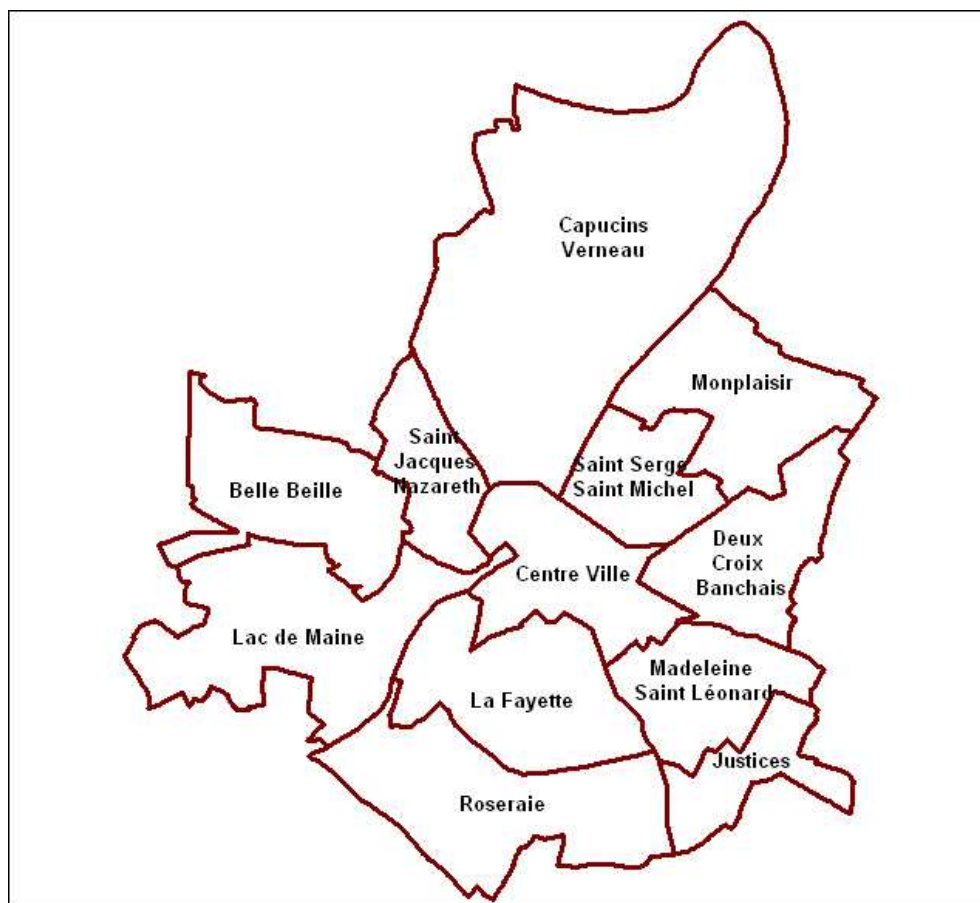 Capucins
Verneau
Monplaisir
Saint
Jacques
Nazareth
Saint Serge
Saint Michel
Belle Beille
Deux
Croix
Banchais
Centre Ville
Lac de Maine
Madeleine
Saint Léonard
La Fayette
Justices
Roseraie